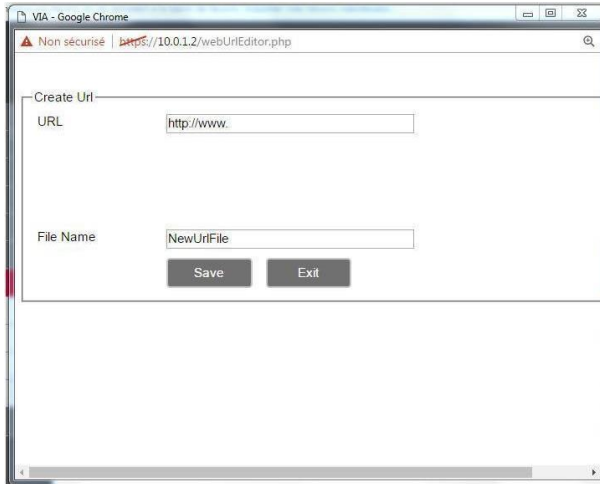 VIA - Google Chrome
Non sécurisé | https://10.0.1.2/webUrlEditor.php
Create Url
URL http://www.
File Name NewUrlFile
Save Exit